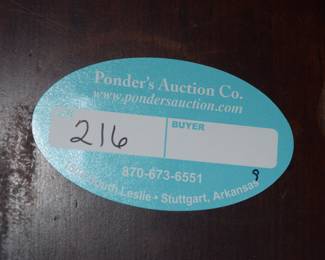 Ponder's Auction Co.
www.pondersauction.com
216
BUYER
870-673-6551
9
South Leslie • Stuttgart, Arkansas